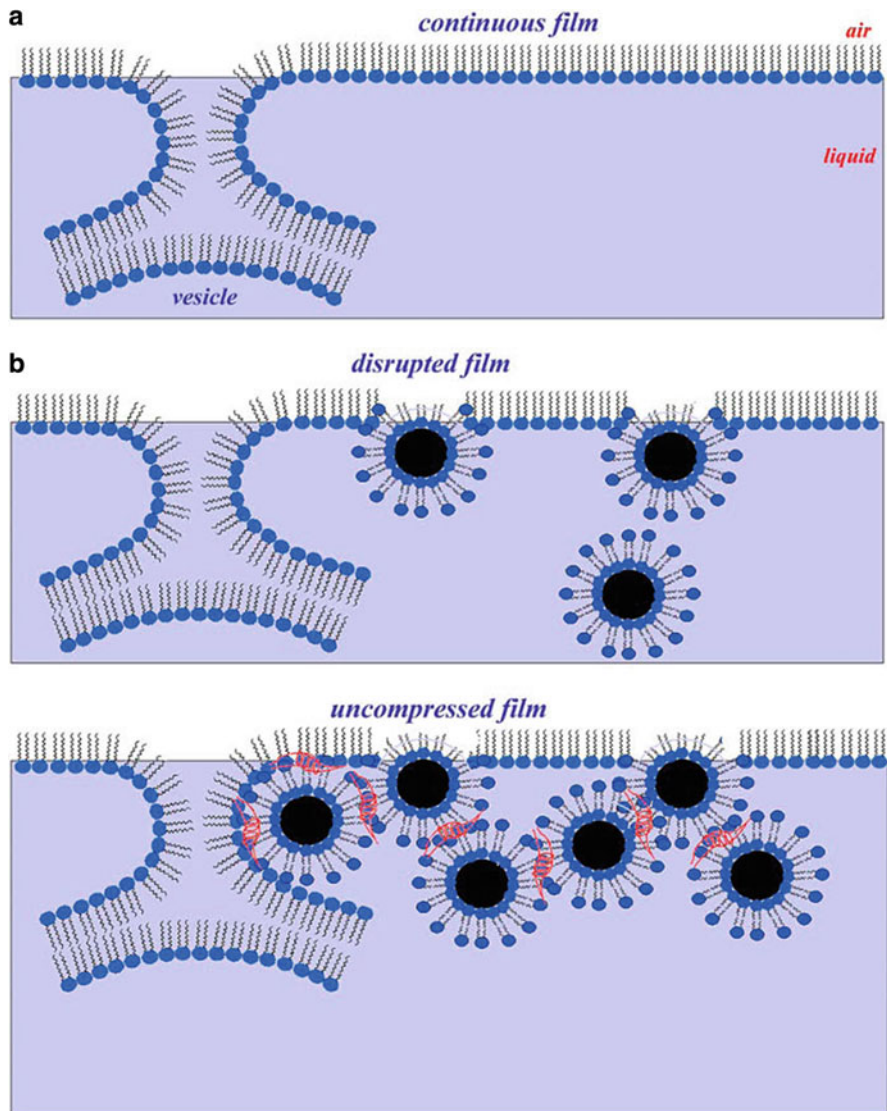 a
continuous film
air
liquid
vesicle
b
disrupted film
uncompressed film